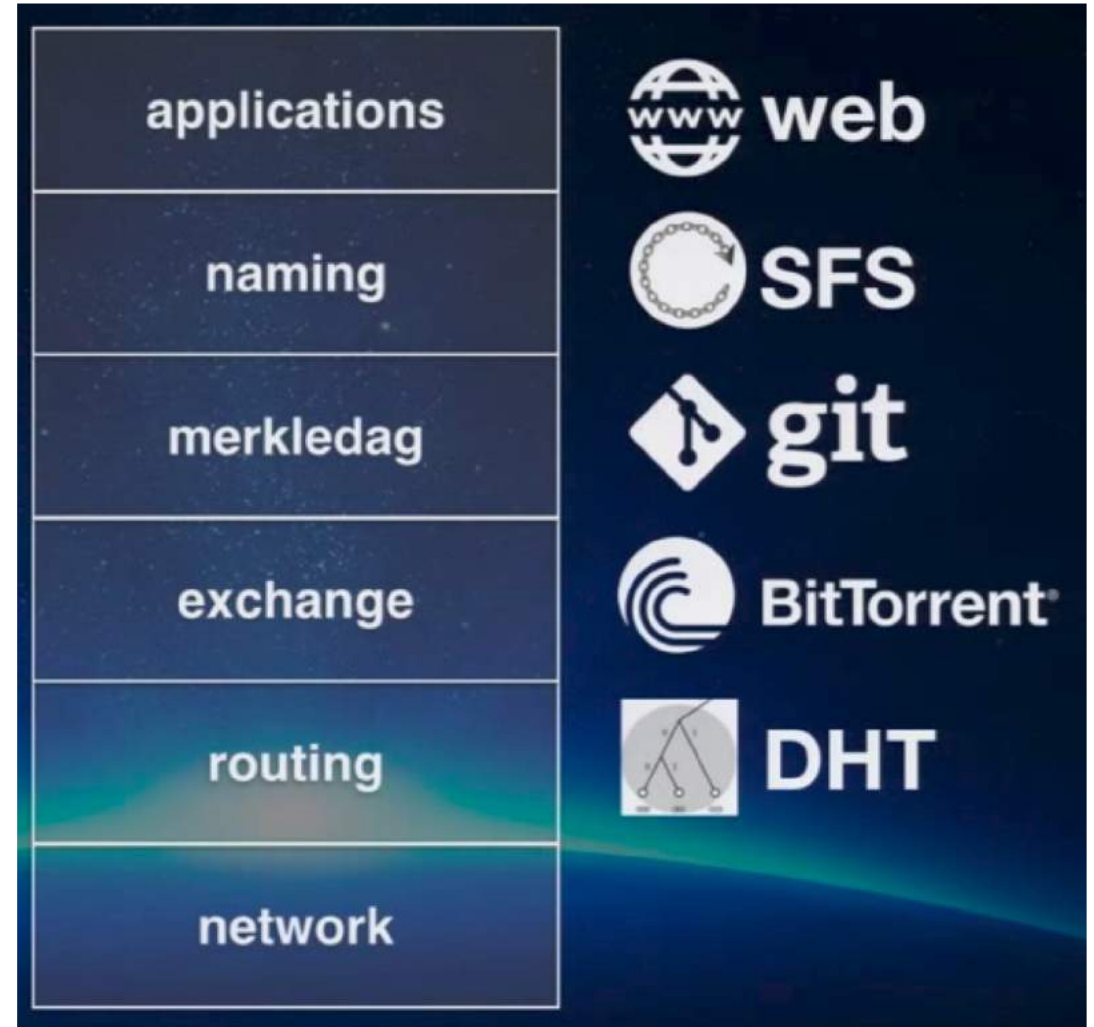 applications
www web
naming
SFS
merkledag
git
exchange
BitTorrent®
routing
DHT
network